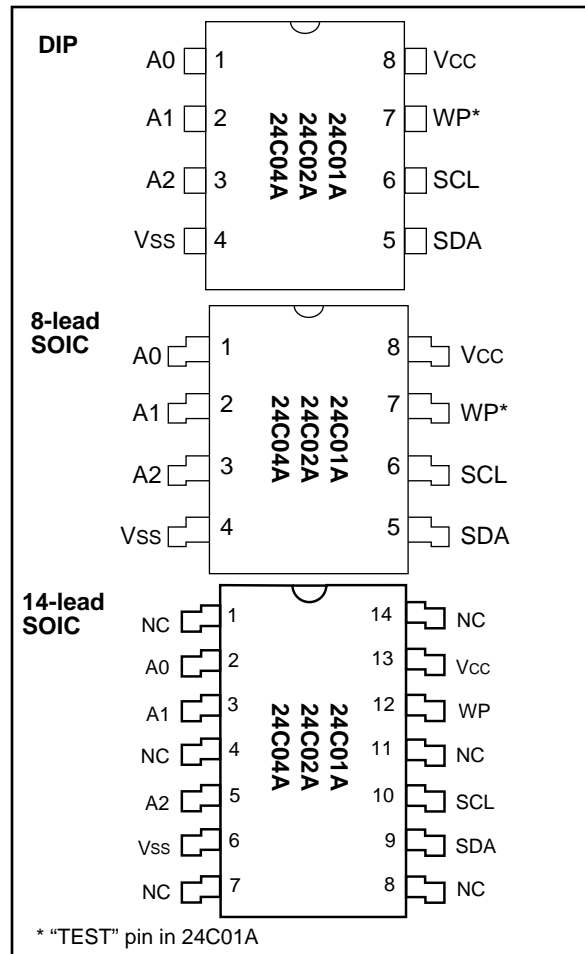 DIP
A0 1 8 VCC
A1 2 7 WP*
A2 3 6 SCL
VSS 4 5 SDA
24C01A
24C02A
24C04A
8-lead
SOIC
A0 1 8 VCC
A1 2 7 WP*
A2 3 6 SCL
VSS 4 5 SDA
24C01A
24C02A
24C04A
14-lead
SOIC
NC 1 14 NC
A0 2 13 VCC
A1 3 12 WP
NC 4 11 NC
A2 5 10 SCL
VSS 6 9 SDA
NC 7 8 NC
24C01A
24C02A
24C04A
* “TEST” pin in 24C01A